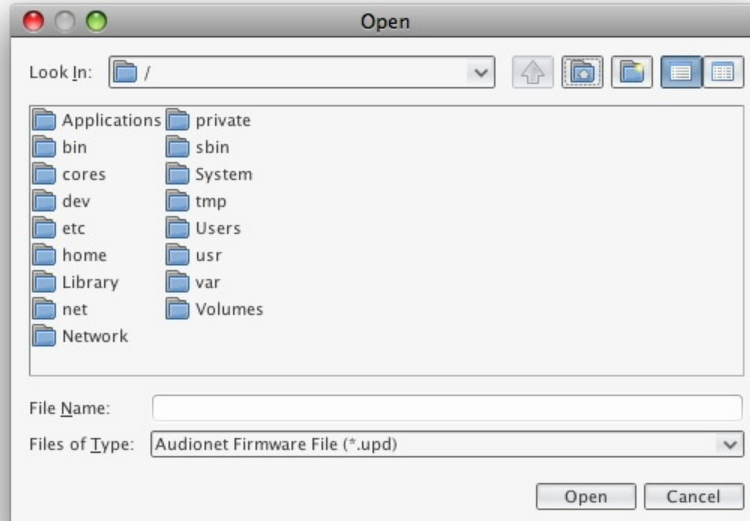 Open
Look In: /
Applications private
bin sbin
cores System
dev tmp
etc Users
home usr
Library var
net Volumes
Network
File Name:
Files of Type: Audionet Firmware File (*.upd)
Open Cancel